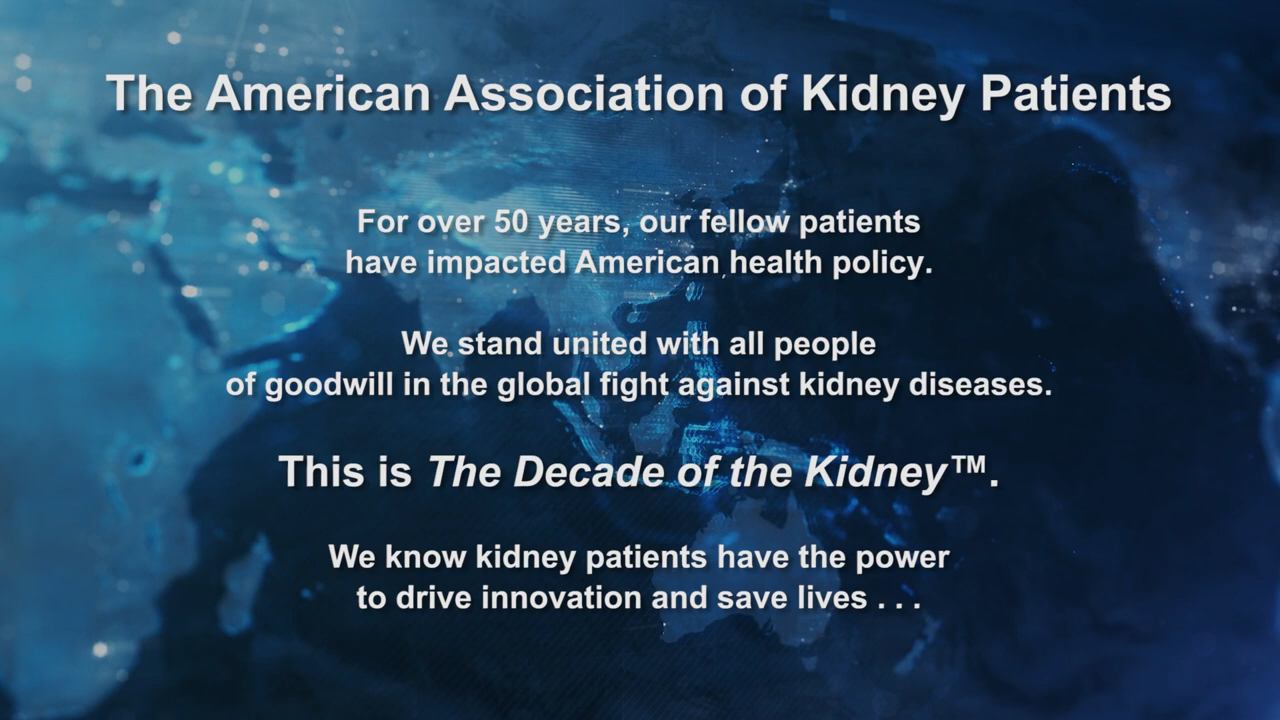 The American Association of Kidney Patients
For over 50 years, our fellow patients
have impacted American health policy.
We stand united with all people
of goodwill in the global fight against kidney diseases.
This is The Decade of the Kidney™.
We know kidney patients have the power
to drive innovation and save lives . . .